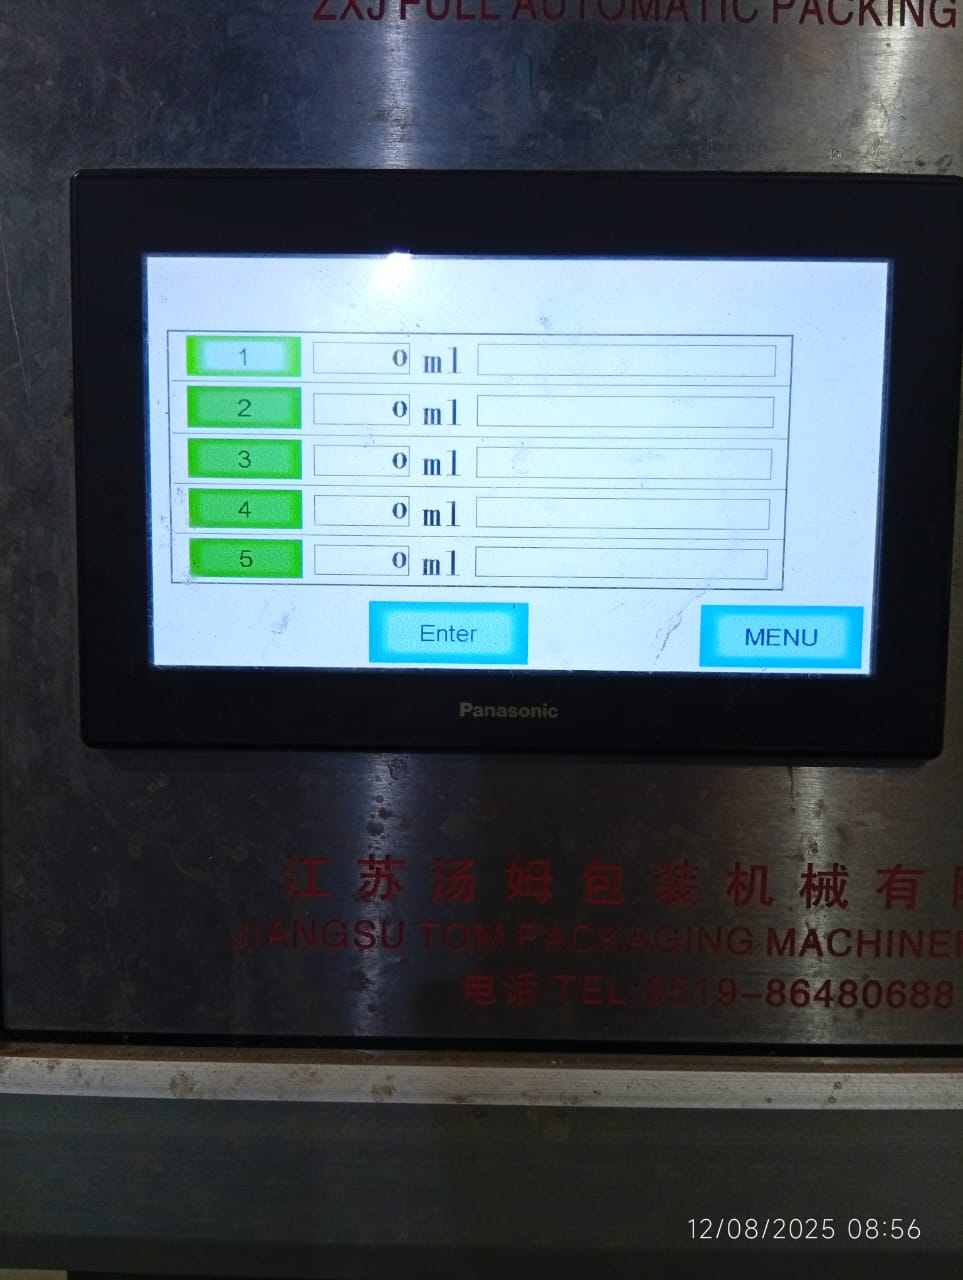 ZXJ FULL AUTOMATIC PACKING
1 0 ml
2 0 ml
3 0 ml
4 0 ml
5 0 ml
Enter MENU
Panasonic
江苏汤姆包装机械有
JIANGSU TOM PACKAGING MACHINE
电话:TEL:0519-86480688
12/08/2025 08:56